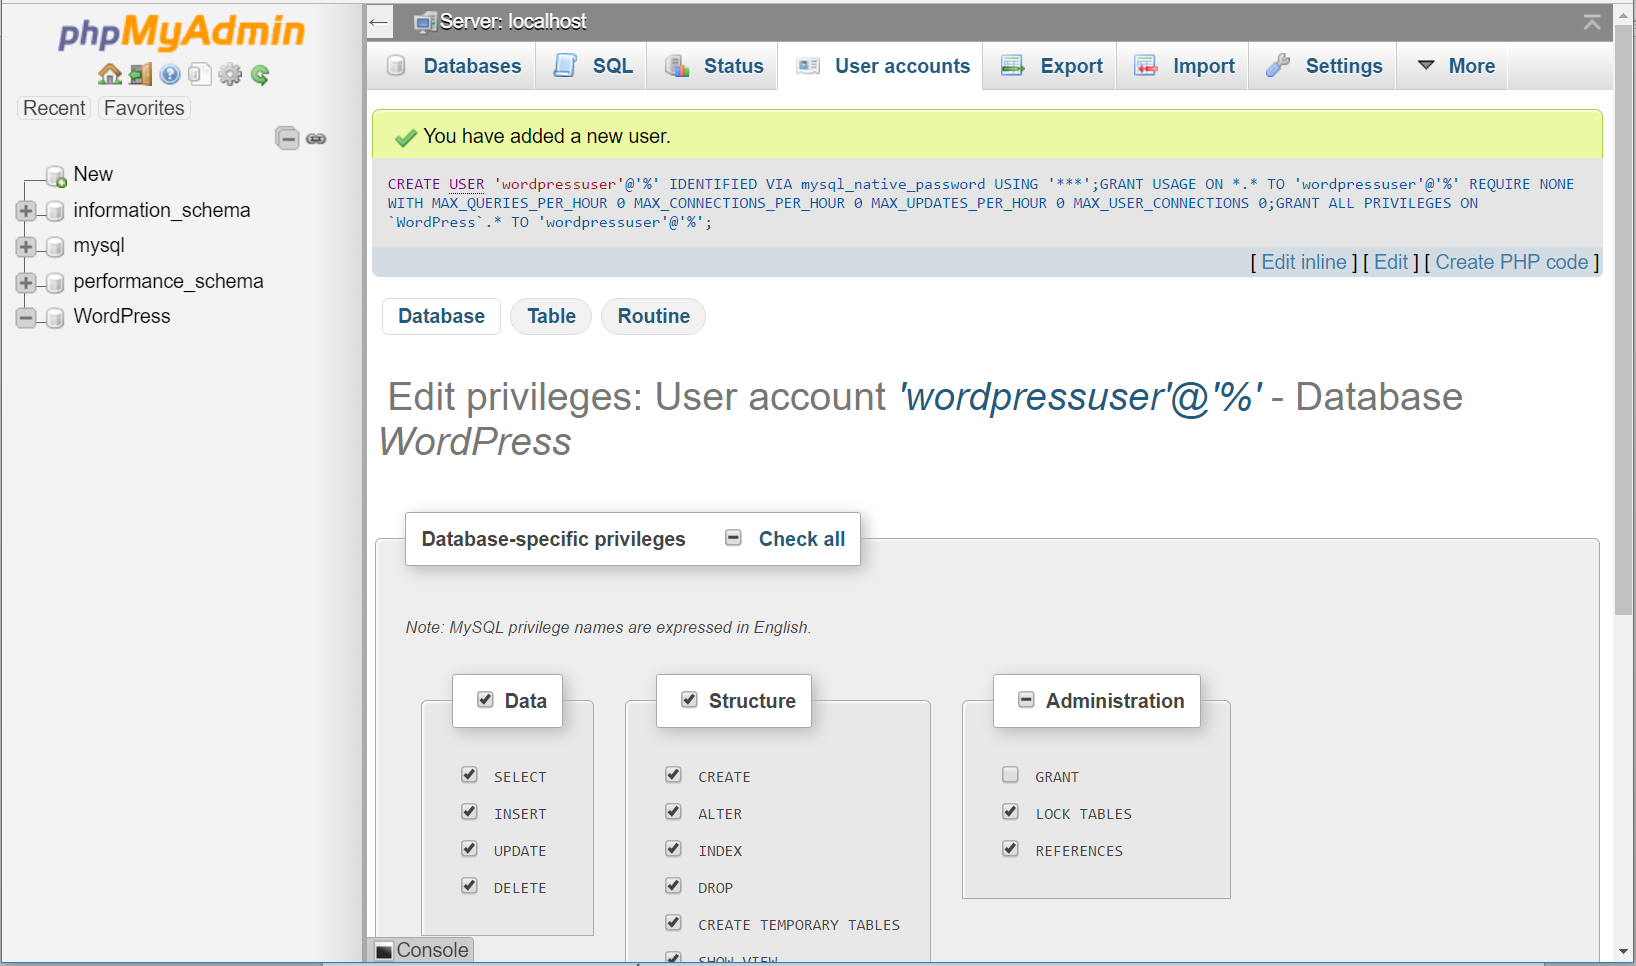 phpMyAdmin
Recent Favorites
New
information_schema
mysql
performance_schema
WordPress
Server: localhost
Databases SQL Status User accounts Export Import Settings More
You have added a new user.
CREATE USER 'wordpressuser'@'%' IDENTIFIED VIA mysql_native_password USING '***';GRANT USAGE ON *.* TO 'wordpressuser'@'%' REQUIRE NONE
WITH MAX_QUERIES_PER_HOUR 0 MAX_CONNECTIONS_PER_HOUR 0 MAX_UPDATES_PER_HOUR 0 MAX_USER_CONNECTIONS 0;GRANT ALL PRIVILEGES ON
`WordPress`.* TO 'wordpressuser'@'%';
[ Edit inline ] [ Edit ] [ Create PHP code ]
Database Table Routine
Edit privileges: User account 'wordpressuser'@'%' - Database
WordPress
Database-specific privileges Check all
Note: MySQL privilege names are expressed in English.
Data
SELECT
INSERT
UPDATE
DELETE
Structure
CREATE
ALTER
INDEX
DROP
CREATE TEMPORARY TABLES
SHOW VIEW
Administration
GRANT
LOCK TABLES
REFERENCES
Console